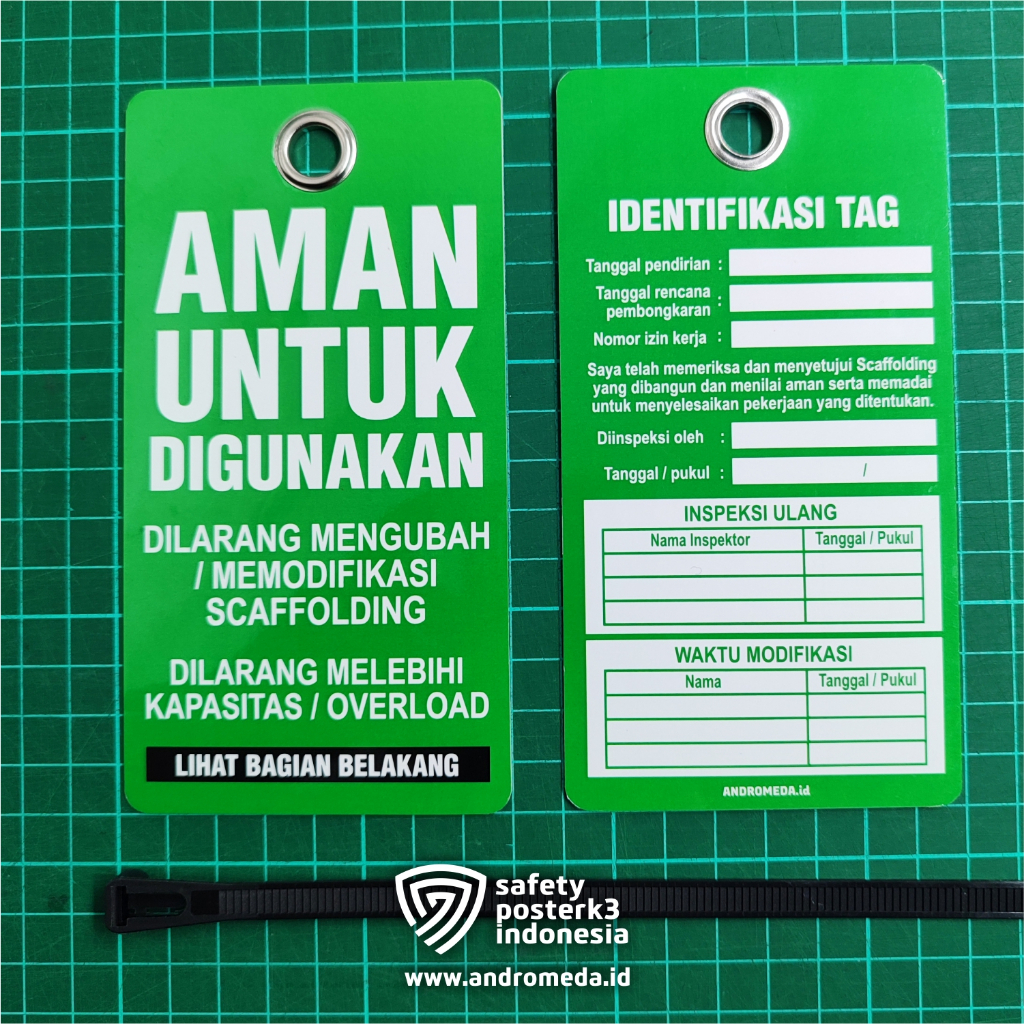 AMAN
UNTUK
DIGUNAKAN
DILARANG MENGUBAH
/ MEMODIFIKASI
SCAFFOLDING
DILARANG MELEBIHI
KAPASITAS / OVERLOAD
LIHAT BAGIAN BELAKANG
IDENTIFIKASI TAG
Tanggal pendirian :
Tanggal rencana
pembongkaran :
Nomor izin kerja :
Saya telah memeriksa dan menyetujui Scaffolding
yang dibangun dan menilai aman serta memadai
untuk menyelesaikan pekerjaan yang ditentukan.
Diinspeksi oleh :
Tanggal / pukul : /
INSPEKSI ULANG
Nama Inspektor Tanggal / Pukul
WAKTU MODIFIKASI
Nama Tanggal / Pukul
ANDROMEDA.id
safety
posterk3
indonesia
www.andromeda.id